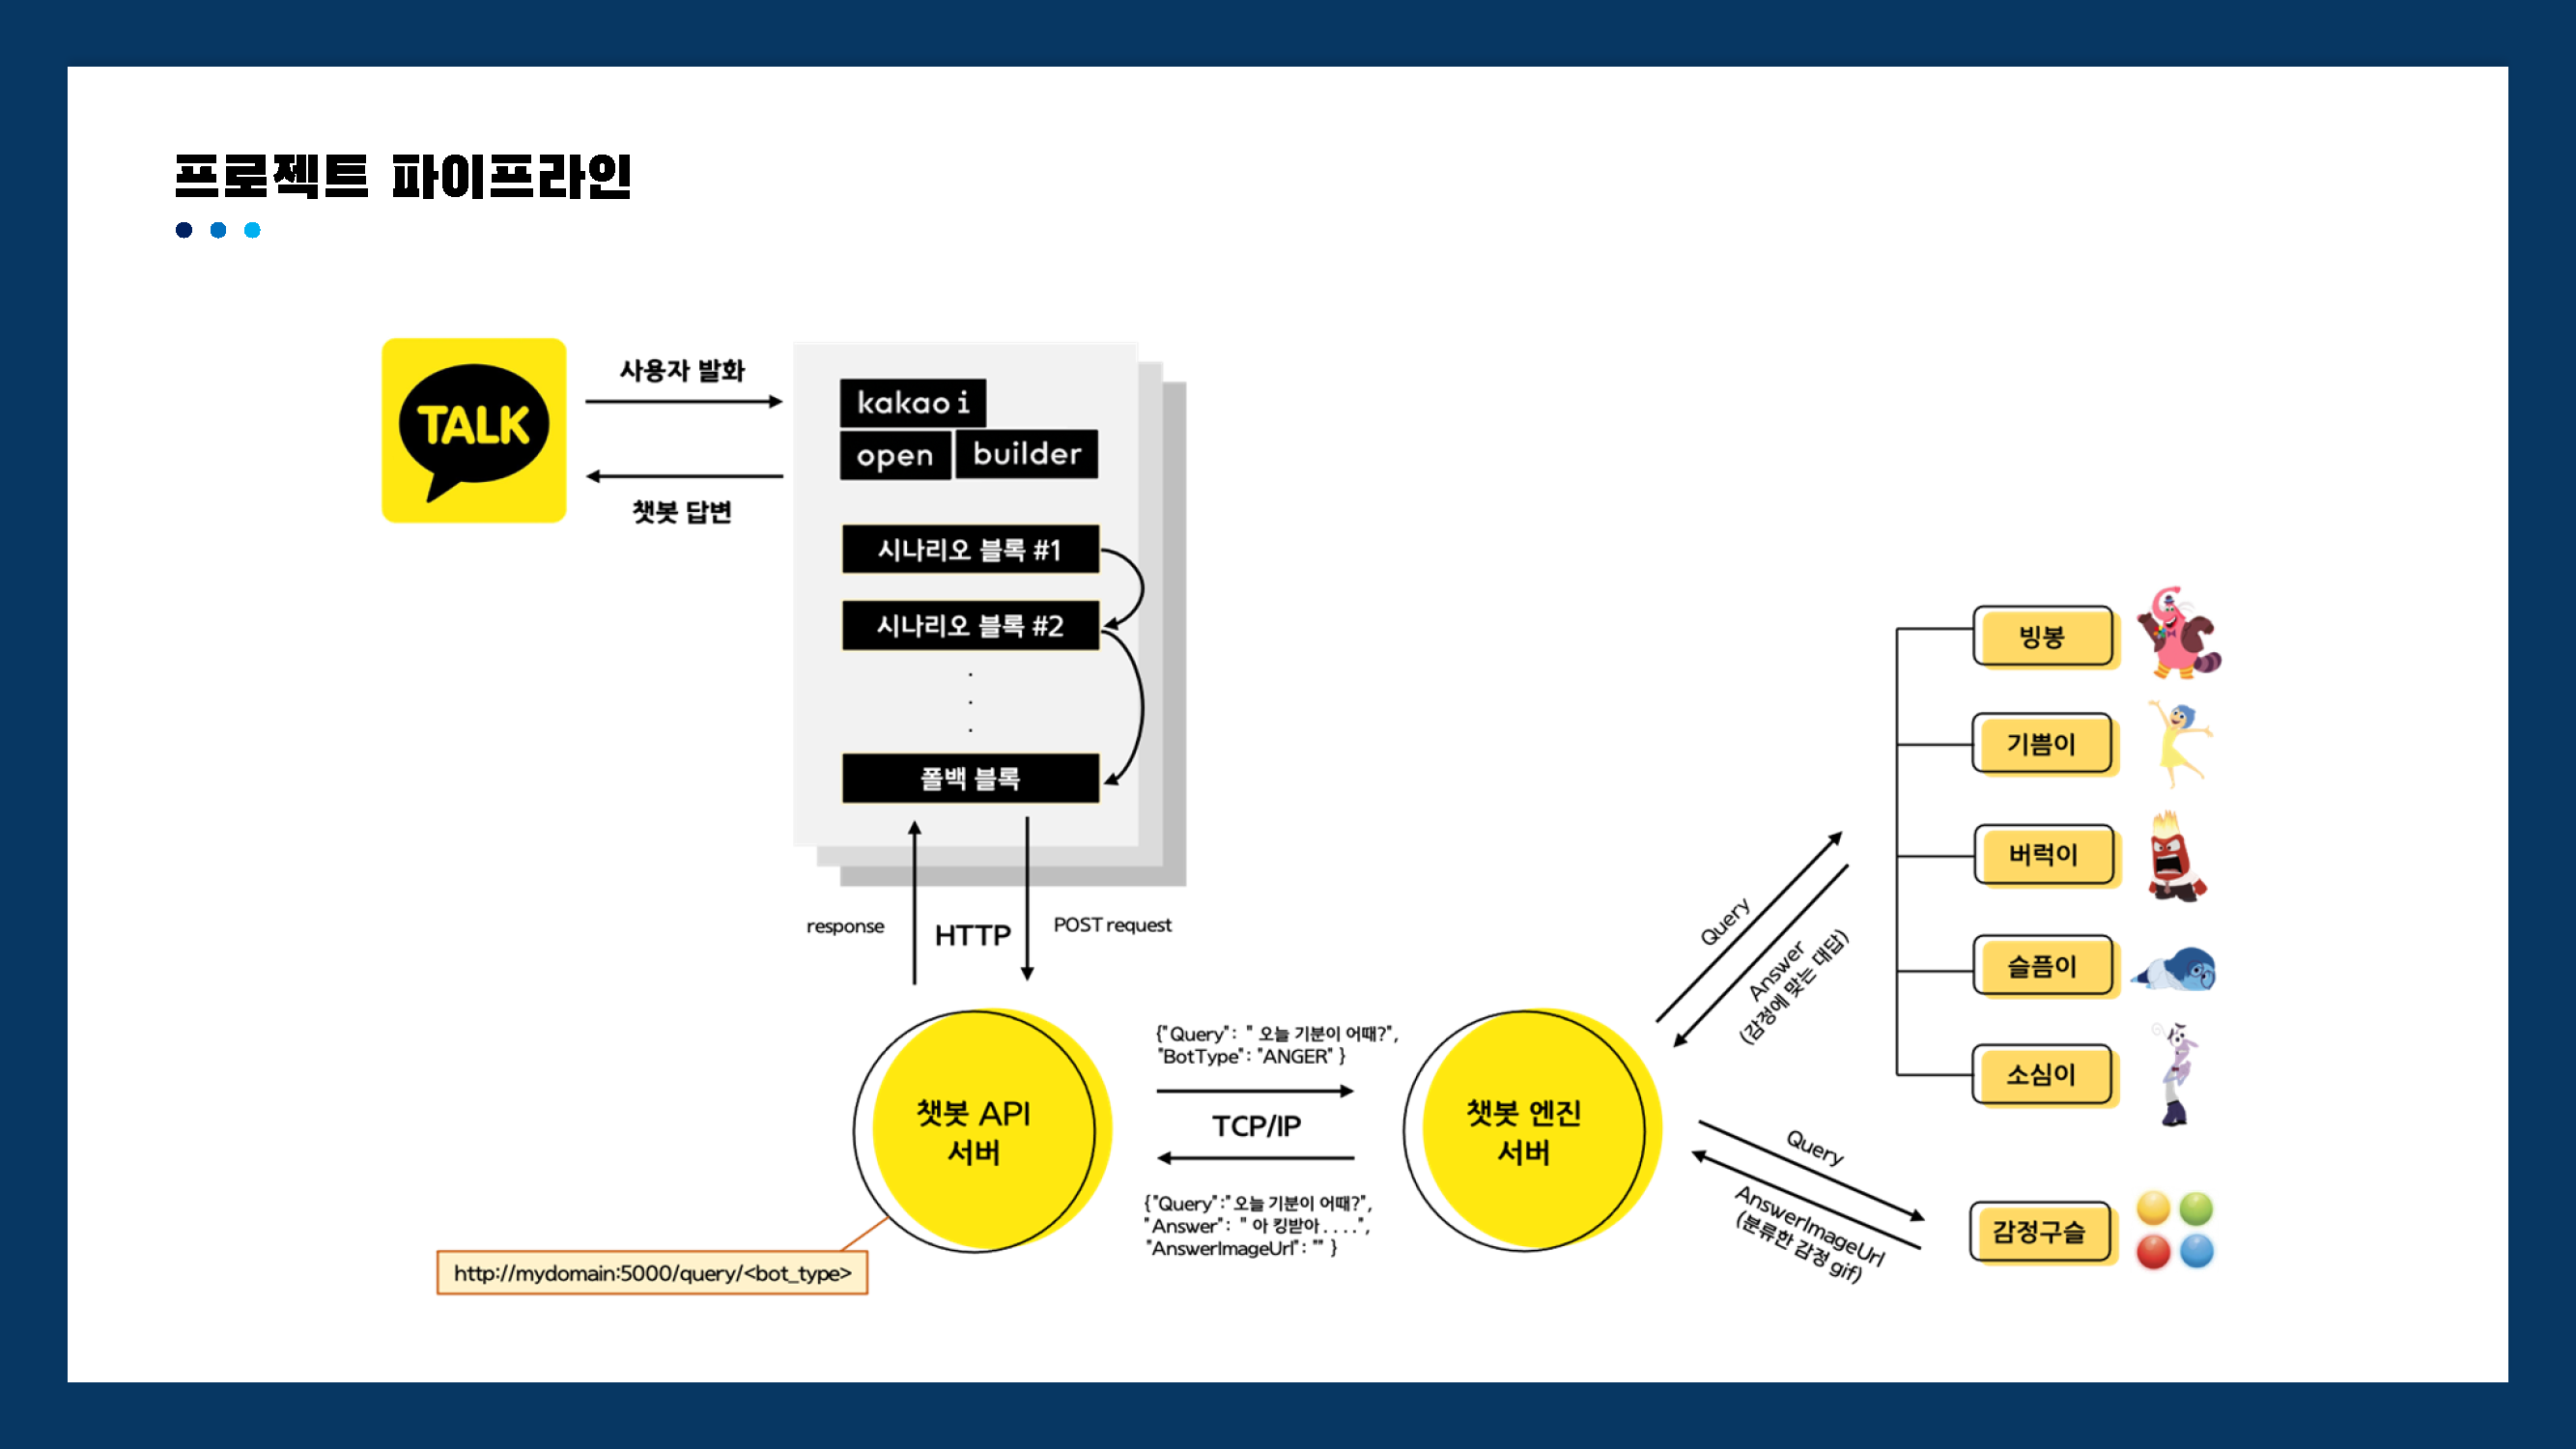 프로젝트 파이프라인
TALK
사용자 발화
챗봇 답변
kakao i
open builder
시나리오 블록 #1
시나리오 블록 #2
.
.
.
폴백 블록
response
HTTP
POST request
챗봇 API
서버
http://mydomain:5000/query/<bot_type>
{"Query": " 오늘 기분이 어때?",
"BotType": "ANGER" }
TCP/IP
{"Query":"오늘 기분이 어때?",
"Answer": " 아 킹받아 . . . .",
"AnswerImageUrl": "" }
챗봇 엔진
서버
Query
Answer
(감정에 맞는 대답)
빙봉
기쁨이
버럭이
슬픔이
소심이
Query
AnswerImageUrl
(분류한 감정 gif)
감정구슬